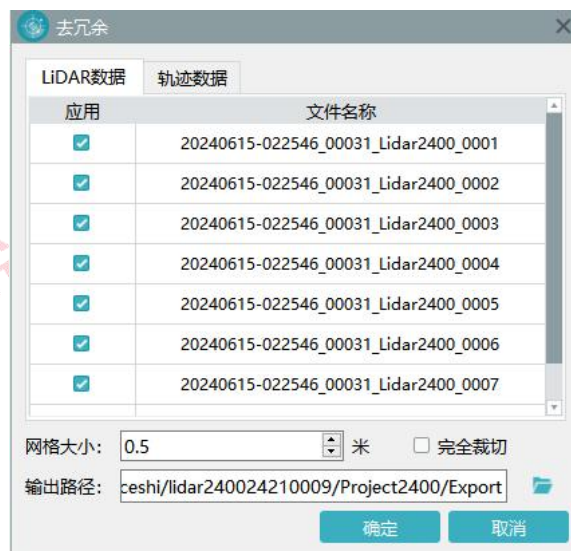 去冗余
LiDAR数据 轨迹数据
应用 文件名称
20240615-022546_00031_Lidar2400_0001
20240615-022546_00031_Lidar2400_0002
20240615-022546_00031_Lidar2400_0003
20240615-022546_00031_Lidar2400_0004
20240615-022546_00031_Lidar2400_0005
20240615-022546_00031_Lidar2400_0006
20240615-022546_00031_Lidar2400_0007
网格大小: 0.5 米 完全裁切
输出路径: ceshi/lidar240024210009/Project2400/Export
确定 取消